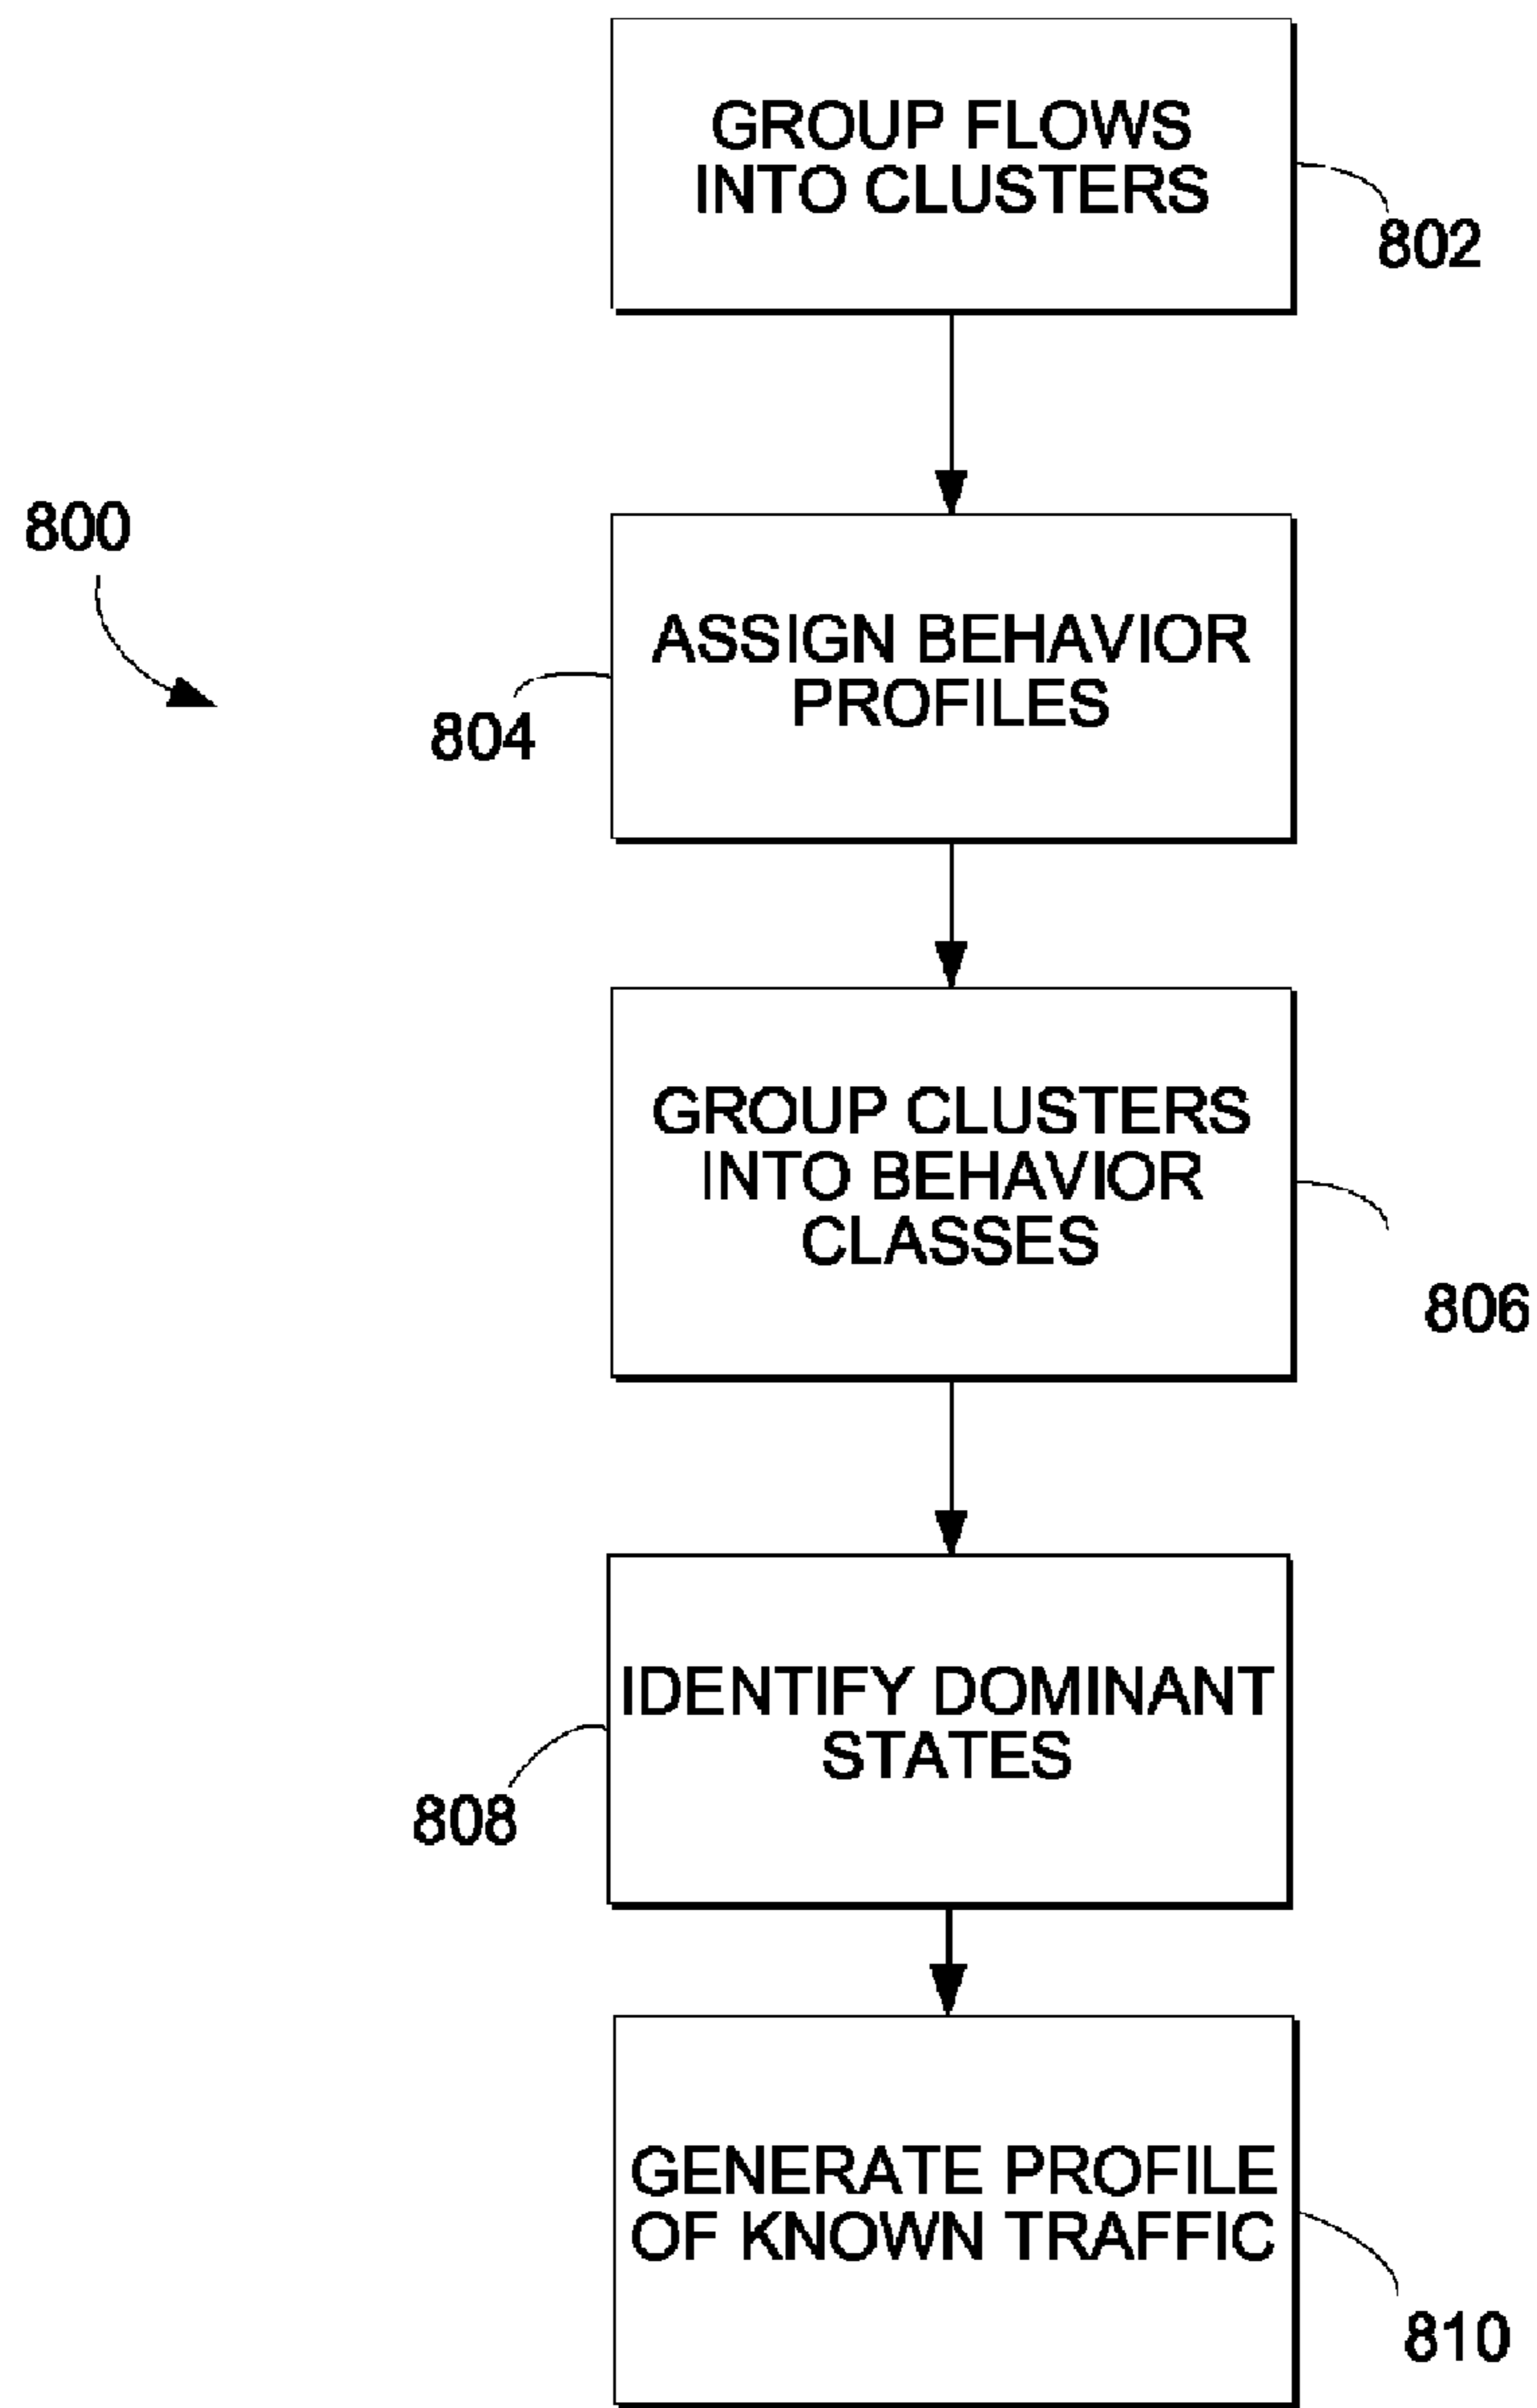 GROUP FLOWS
INTO CLUSTERS
802
800
ASSIGN BEHAVIOR
PROFILES
804
GROUP CLUSTERS
INTO BEHAVIOR
CLASSES
806
IDENTIFY DOMINANT
STATES
808
GENERATE PROFILE
OF KNOWN TRAFFIC
810